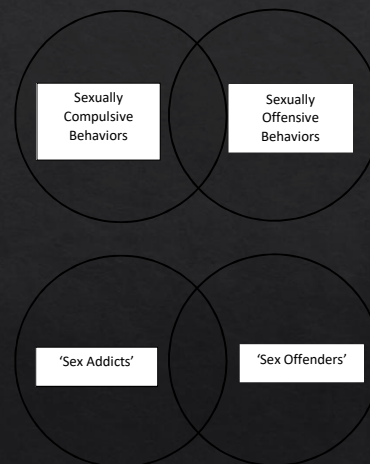 Sexually
Compulsive
Behaviors
Sexually
Offensive
Behaviors
‘Sex Addicts’
‘Sex Offenders’